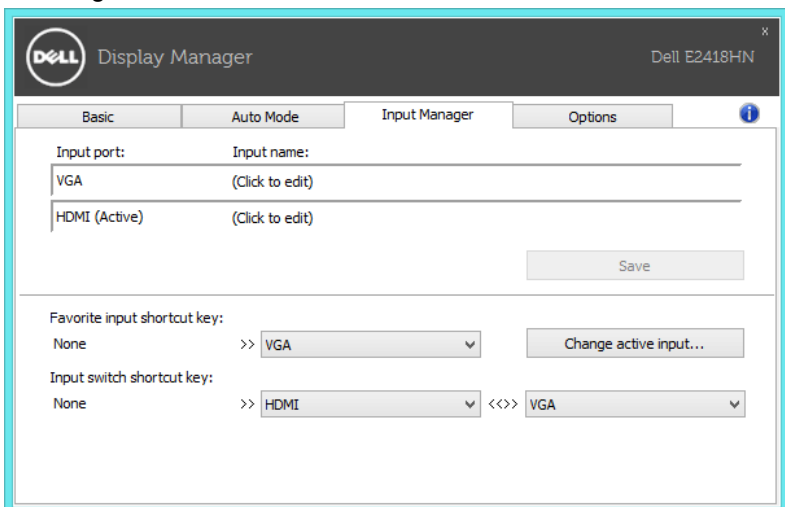 x
DELL Display Manager Dell E2418HN
Basic Auto Mode Input Manager Options i
Input port: Input name:
VGA (Click to edit)
HDMI (Active) (Click to edit)
Save
Favorite input shortcut key:
None >> VGA Change active input...
Input switch shortcut key:
None >> HDMI <<>> VGA